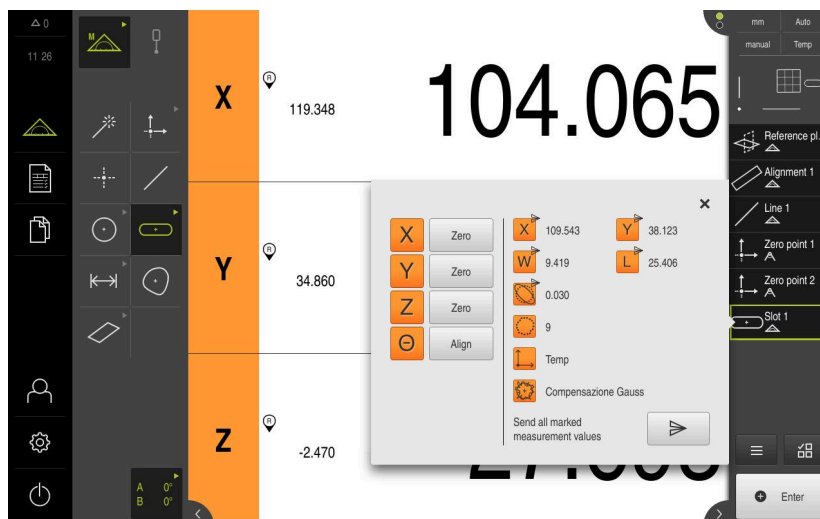 0
11 26
M
A 0°
B 0°
X
R
119.348
104.065
Y
R
34.860
Z
R
-2.470
X
Zero
Y
Zero
Z
Zero
Θ
Align
X 109.543
Y 38.123
W 9.419
L 25.406
0.030
9
Temp
Compensazione Gauss
Send all marked
measurement values
mm
Auto
manual
Temp
Reference pl.
Alignment 1
Line 1
Zero point 1
Zero point 2
Slot 1
Enter